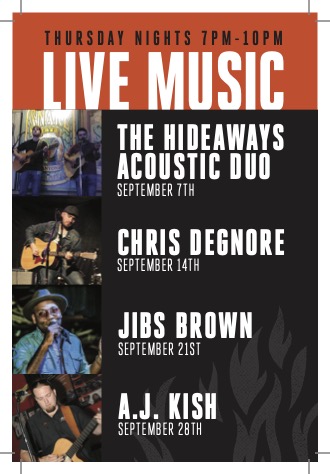 THURSDAY NIGHTS 7PM-10PM
LIVE MUSIC
THE HIDEAWAYS
ACOUSTIC DUO
SEPTEMBER 7TH
CHRIS DEGNORE
SEPTEMBER 14TH
JIBS BROWN
SEPTEMBER 21ST
A.J. KISH
SEPTEMBER 28TH